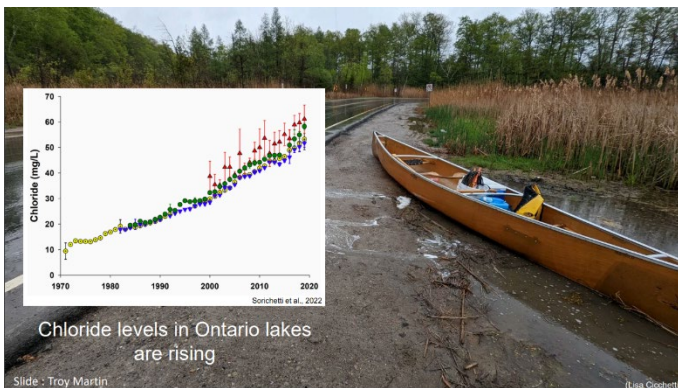 70
60
50
40
30
20
10
0
Chloride (mg/L)
1970 1980 1990 2000 2010 2020
Sorichetti et al., 2022
Chloride levels in Ontario lakes
are rising
Slide : Troy Martin
(Lisa Cicchetti